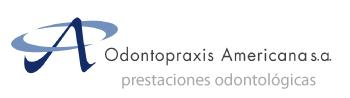 Odontopraxis Americana s.a.
prestaciones odontológicas